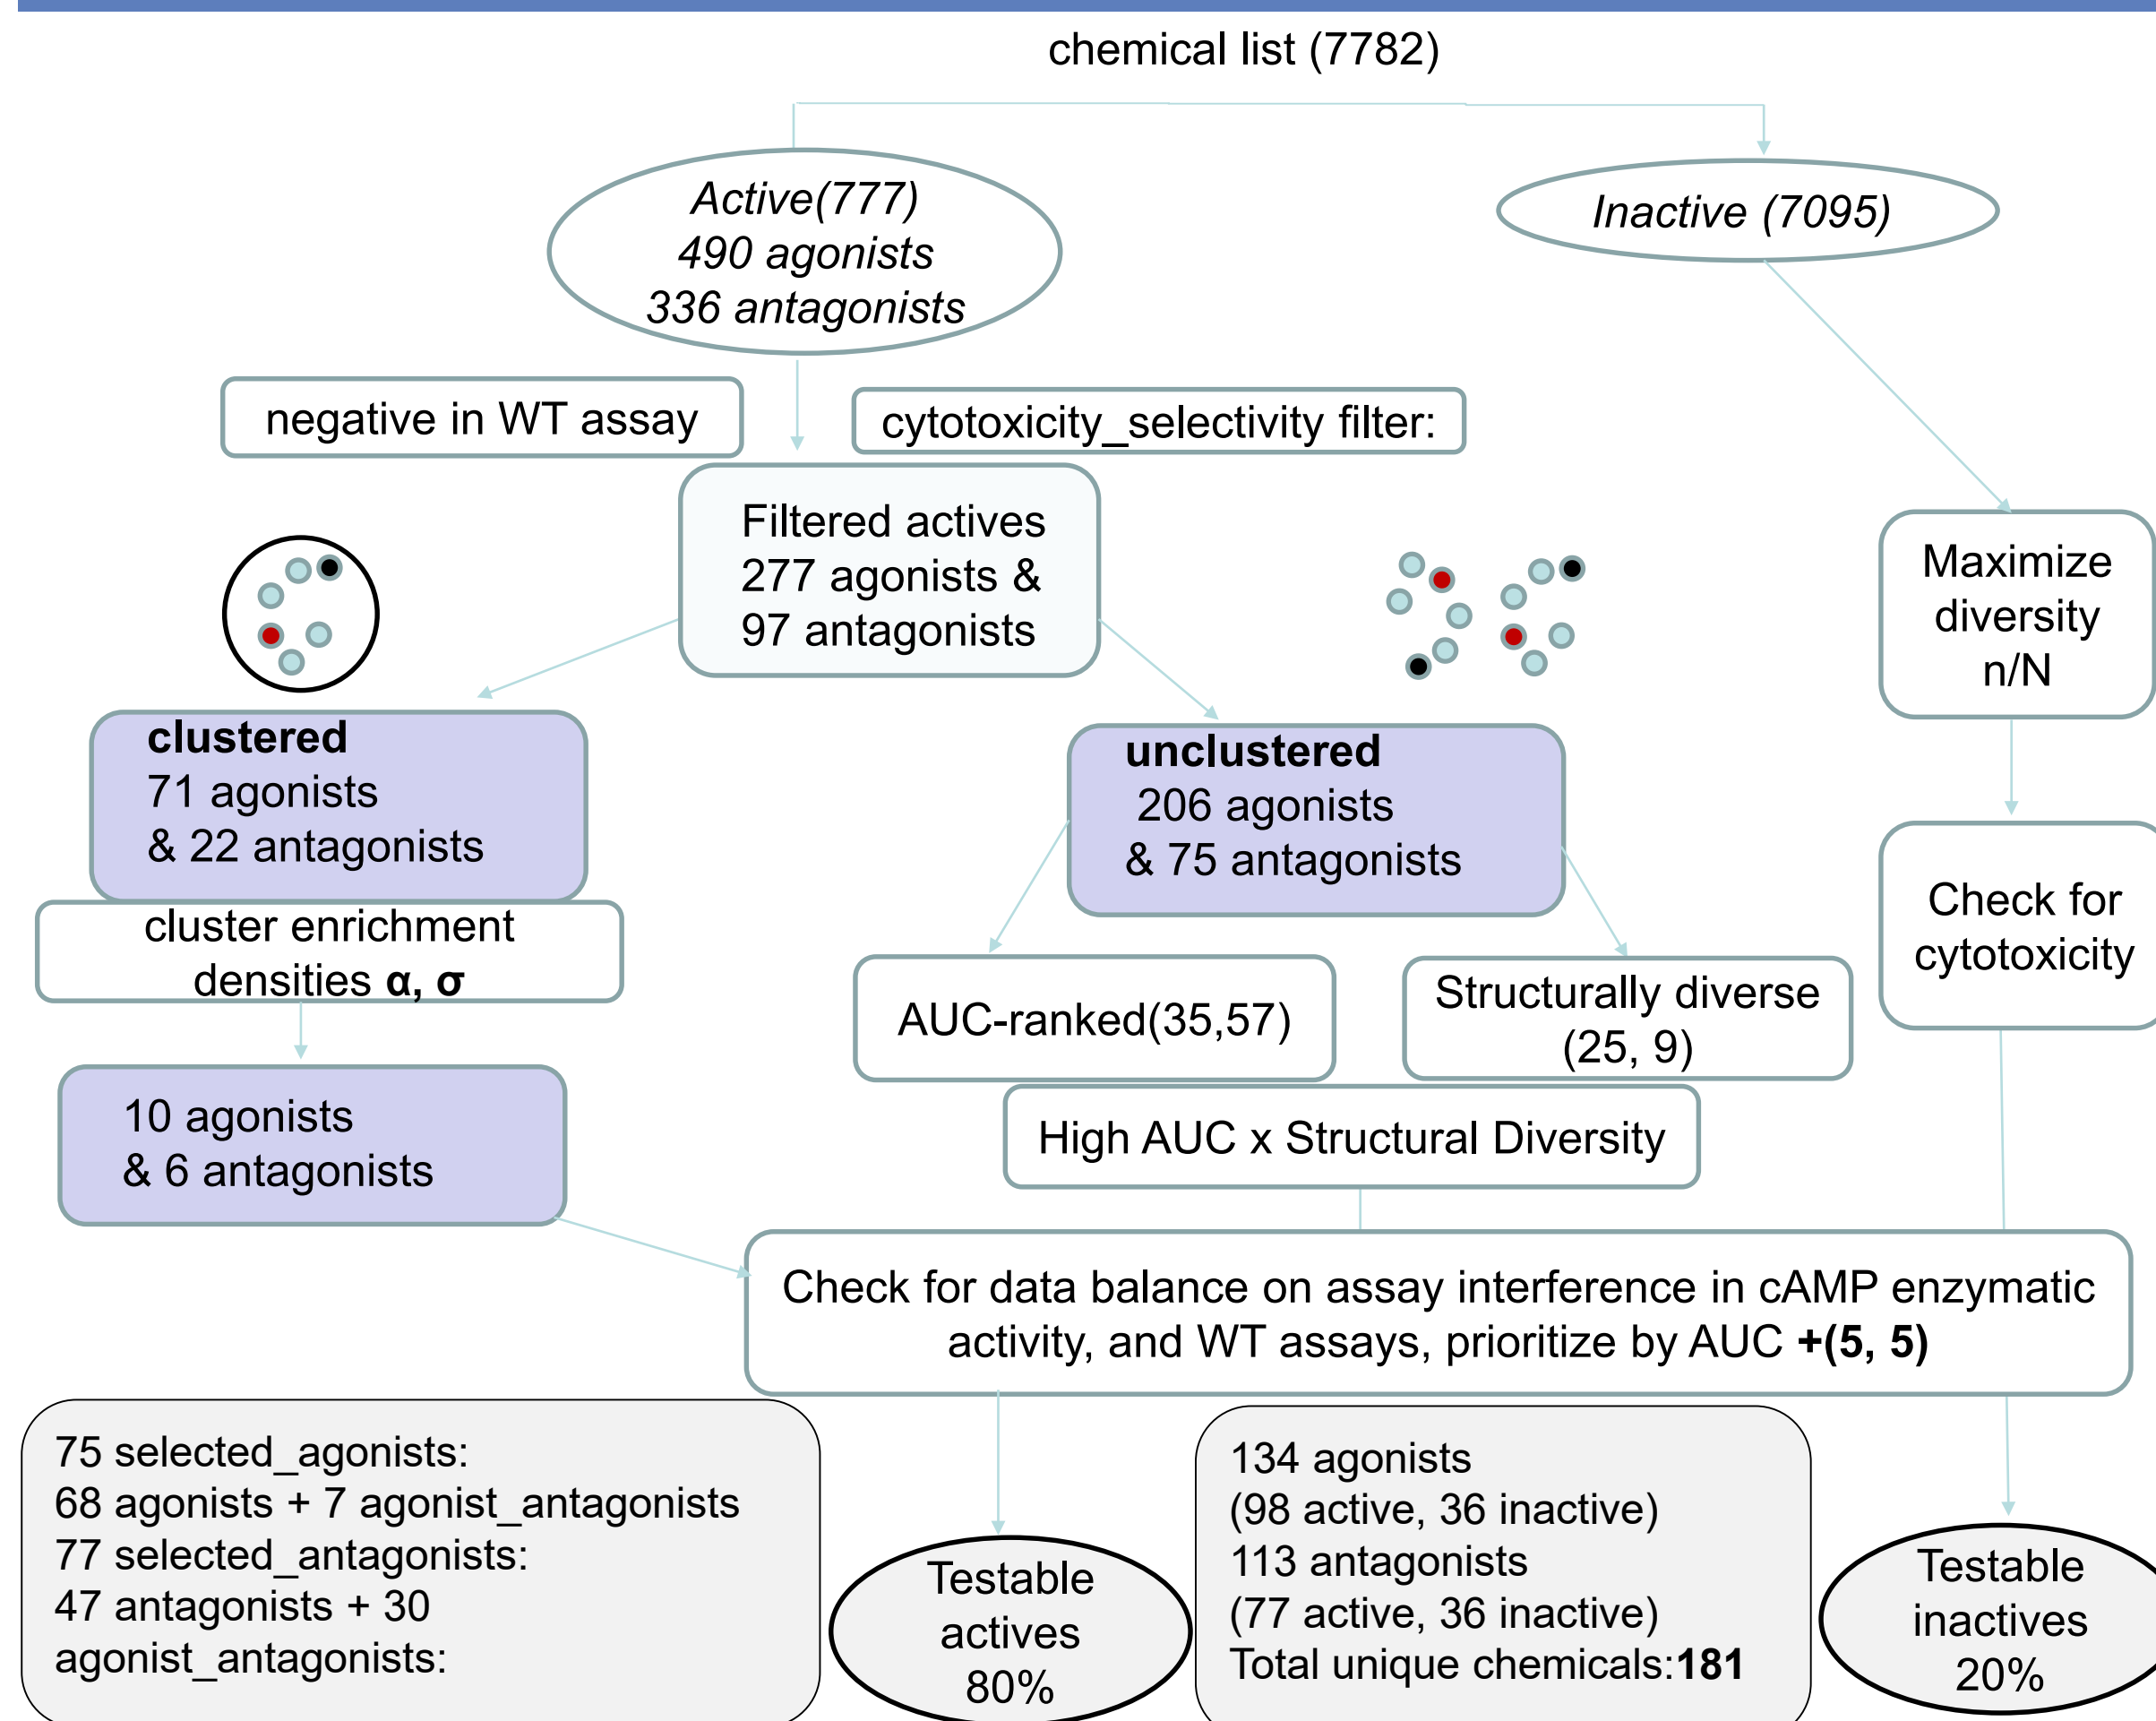 chemical list (7782)
Active(777)
490 agonists
336 antagonists
Inactive (7095)
negative in WT assay
cytotoxicity_selectivity filter:
Filtered actives
277 agonists &
97 antagonists
Maximize
diversity
n/N
clustered
71 agonists
& 22 antagonists
unclustered
206 agonists
& 75 antagonists
cluster enrichment
densities α, σ
Check for
cytotoxicity
AUC-ranked(35,57)
Structurally diverse
(25, 9)
10 agonists
& 6 antagonists
High AUC x Structural Diversity
Check for data balance on assay interference in cAMP enzymatic
activity, and WT assays, prioritize by AUC +(5, 5)
75 selected_agonists:
68 agonists + 7 agonist_antagonists
77 selected_antagonists:
47 antagonists + 30
agonist_antagonists:
Testable
actives
80%
134 agonists
(98 active, 36 inactive)
113 antagonists
(77 active, 36 inactive)
Total unique chemicals:181
Testable
inactives
20%